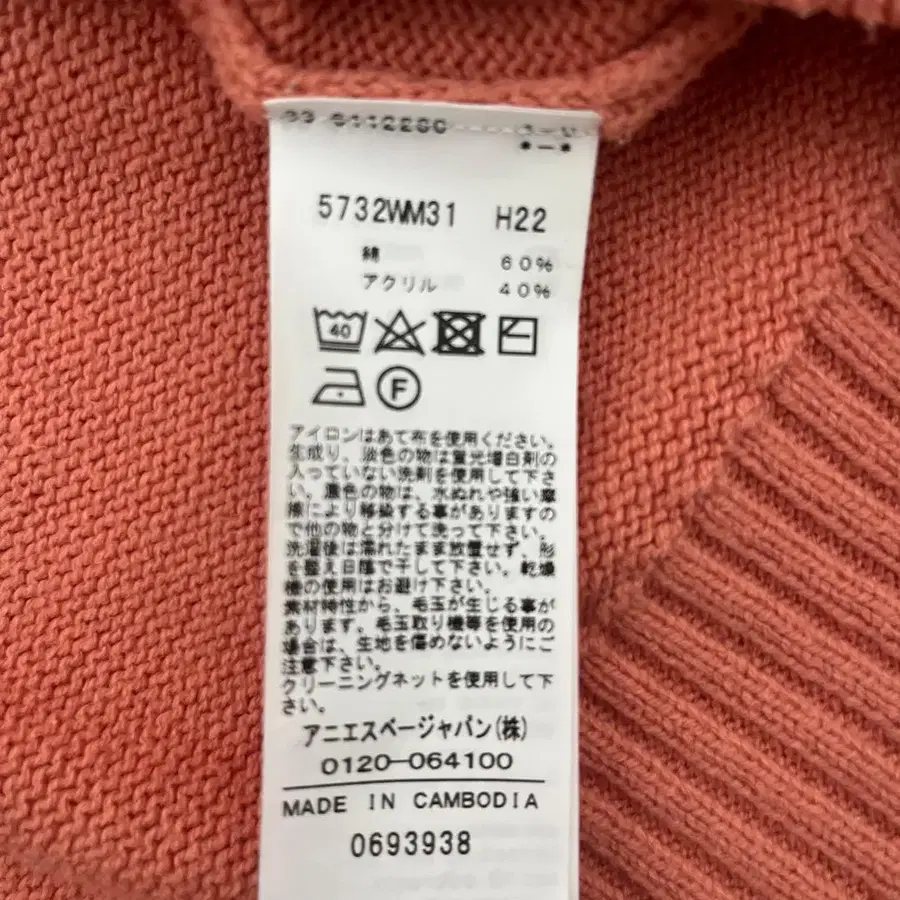 5732WM31 H22
綿 60%
アクリル 40%
40
F
アイロンはあて布を使用ください。
生成り、淡色の物は蛍光増白剤の
入っていない洗剤を使用して下さ
い。濃色の物は、水ぬれや強い摩
擦により移染する事がありますの
で他の物と分けて洗って下さい。
洗濯後は濡れたまま放置せず、形
を整え日陰で干して下さい。乾燥
機の使用はお避け下さい。
素材特性から、毛玉が生じる事が
あります。毛玉取り機等を使用の
場合は、生地を傷めないようにご
注意下さい。
クリーニングネットを使用して下
さい。
アニエスベージャパン(株)
0120-064100
MADE IN CAMBODIA
0693938